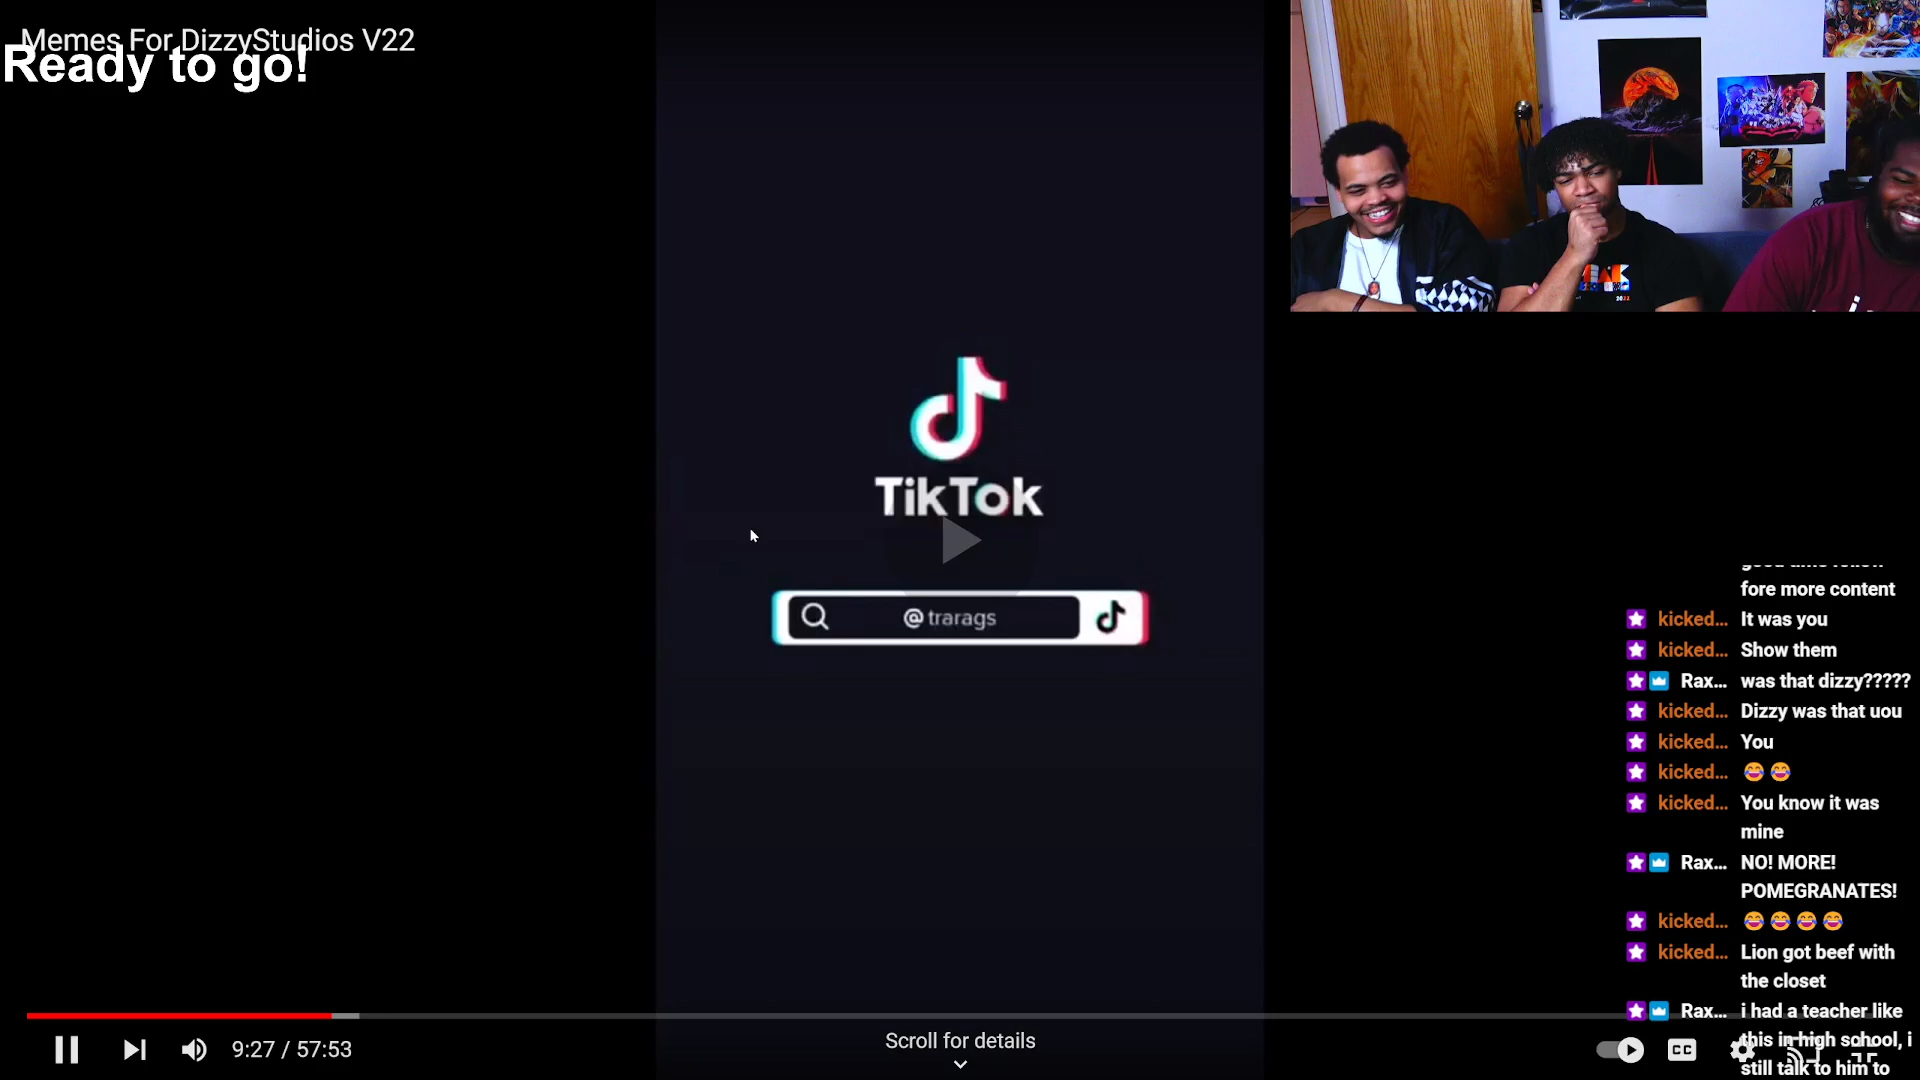 Memes For DizzyStudios V22
Ready to go!
TikTok
@trarags
fore more content
kicked... It was you
kicked... Show them
Rax... was that dizzy?????
kicked... Dizzy was that uou
kicked... You
kicked... 😂😂
kicked... You know it was
mine
Rax... NO! MORE!
POMEGRANATES!
kicked... 😂😂😂😂
kicked... Lion got beef with
the closet
Rax... i had a teacher like
this in high school, i
still talk to him to
9:27 / 57:53
Scroll for details
CC
2022